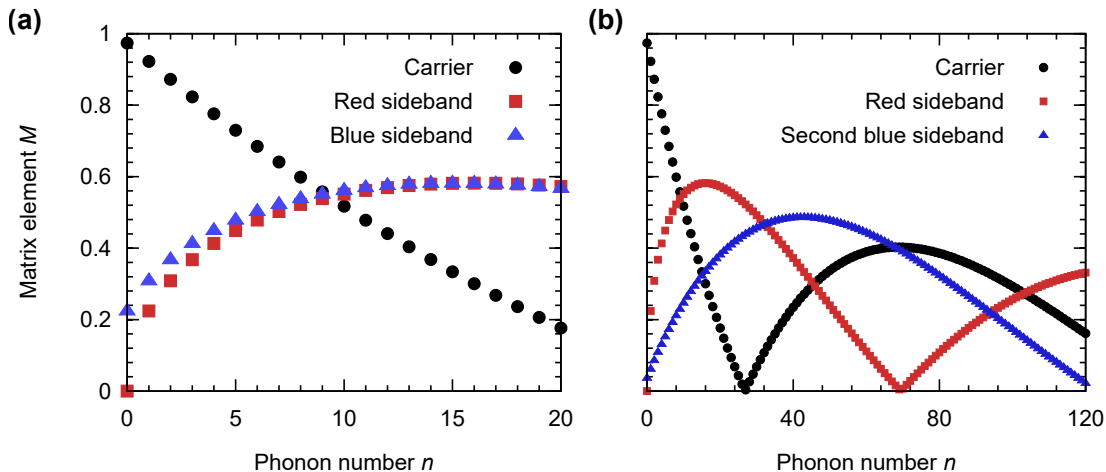 (a)
Matrix element M
1
0.8
0.6
0.4
0.2
0
0 5 10 15 20
Phonon number n
Carrier
Red sideband
Blue sideband
(b)
0 40 80 120
Phonon number n
Carrier
Red sideband
Second blue sideband